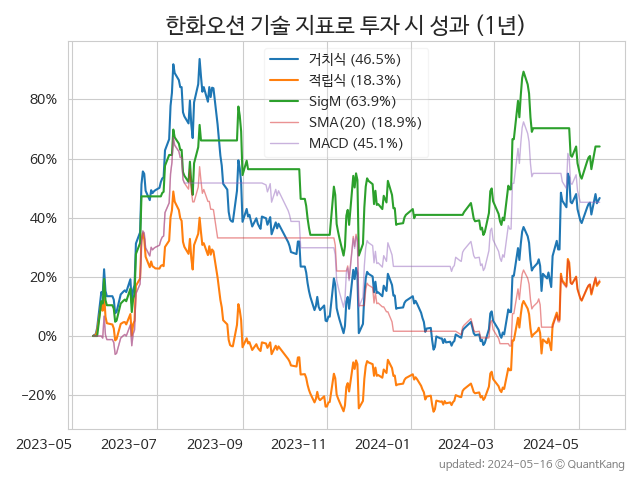 한화오션 기술 지표로 투자 시 성과 (1년)
거치식 (46.5%)
적립식 (18.3%)
SigM (63.9%)
SMA(20) (18.9%)
MACD (45.1%)
80%
60%
40%
20%
0%
−20%
2023−05
2023−07
2023−09
2023−11
2024−01
2024−03
2024−05
updated: 2024−05−16 ⓒ QuantKang